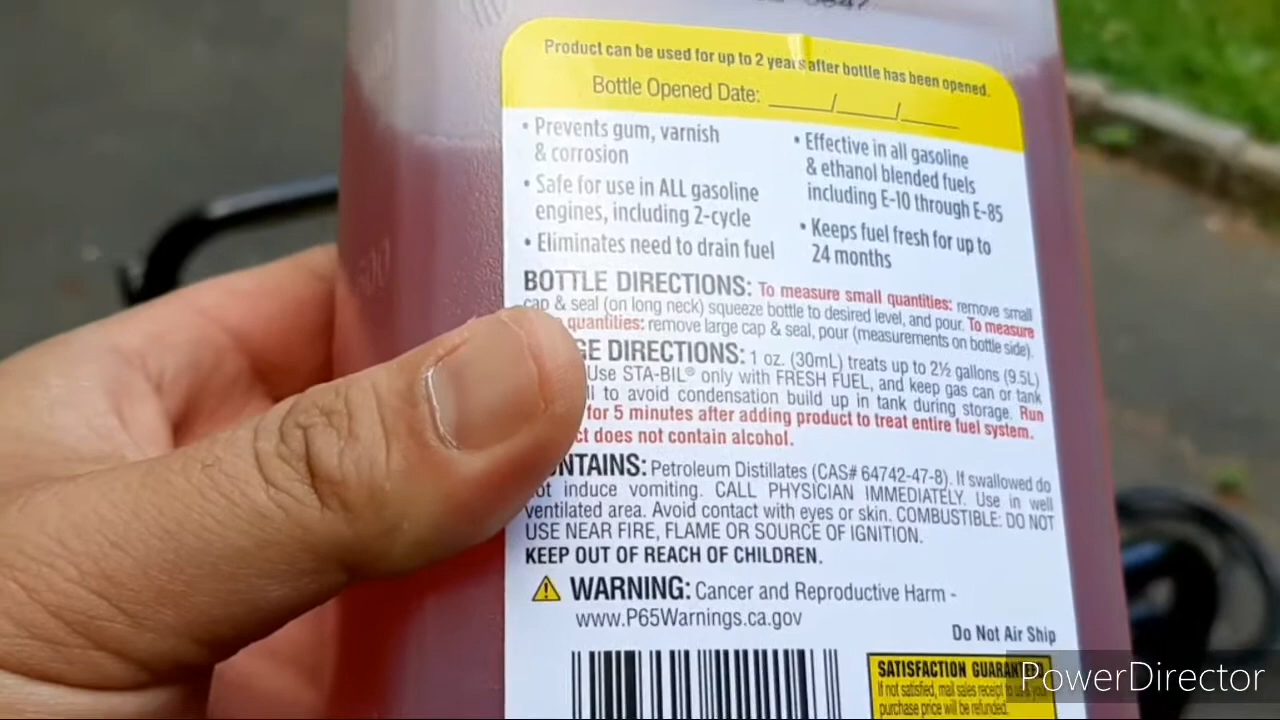 Product can be used for up to 2 years after bottle has been opened.
Bottle Opened Date: ____/____/____
• Prevents gum, varnish
& corrosion
• Safe for use in ALL gasoline
engines, including 2-cycle
• Eliminates need to drain fuel
• Effective in all gasoline
& ethanol blended fuels
including E-10 through E-85
• Keeps fuel fresh for up to
24 months
BOTTLE DIRECTIONS: To measure small quantities: remove small
cap & seal (on long neck) squeeze bottle to desired level, and pour. To measure
quantities: remove large cap & seal, pour (measurements on bottle side).
GE DIRECTIONS: 1 oz. (30mL) treats up to 2½ gallons (9.5L)
Use STA-BIL® only with FRESH FUEL, and keep gas can or tank
ll to avoid condensation build up in tank during storage. Run
for 5 minutes after adding product to treat entire fuel system.
ct does not contain alcohol.
NTAINS: Petroleum Distillates (CAS# 64742-47-8). If swallowed do
not induce vomiting. CALL PHYSICIAN IMMEDIATELY. Use in well
ventilated area. Avoid contact with eyes or skin. COMBUSTIBLE: DO NOT
USE NEAR FIRE, FLAME OR SOURCE OF IGNITION.
KEEP OUT OF REACH OF CHILDREN.
WARNING: Cancer and Reproductive Harm -
www.P65Warnings.ca.gov
Do Not Air Ship
SATISFACTION GUARANTEE
If not satisfied, mail sales receipt to
purchase price will be refunded.
PowerDirector